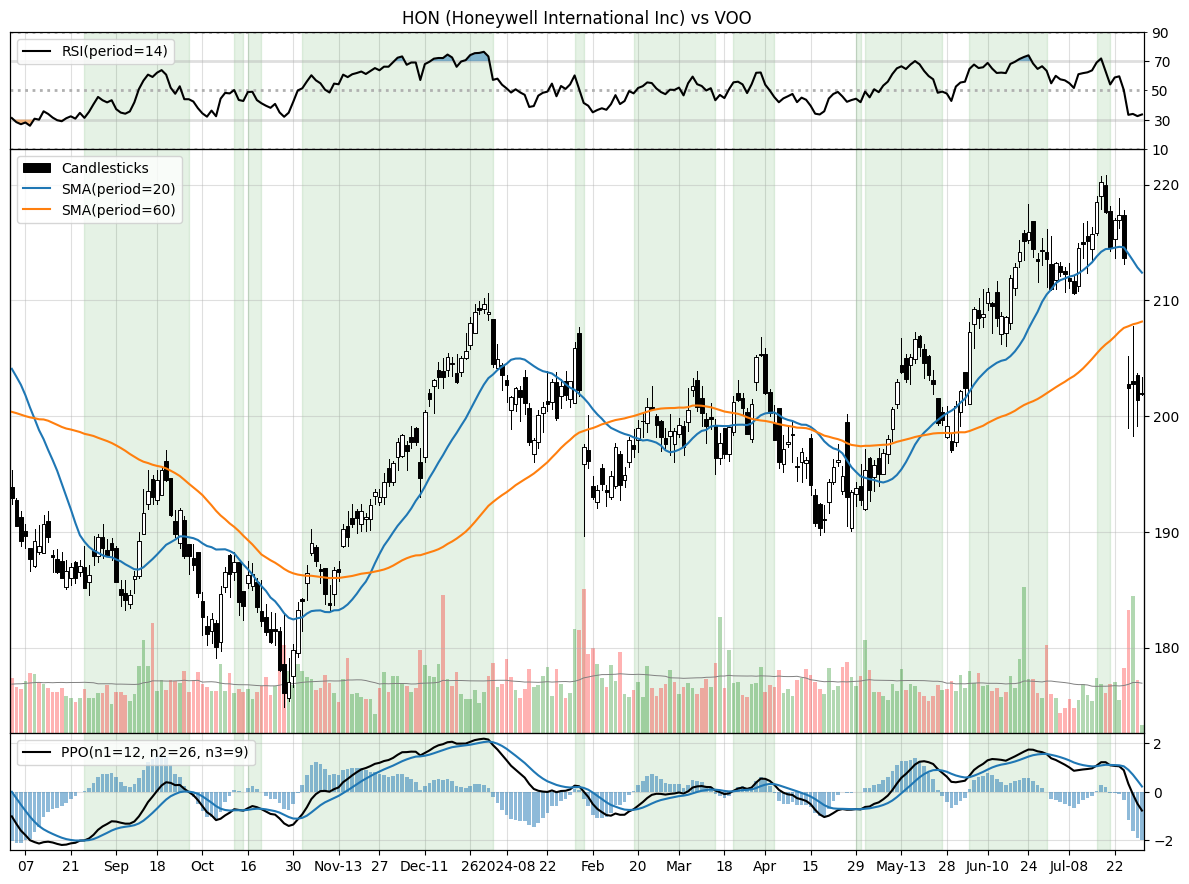 HON (Honeywell International Inc) vs VOO
RSI(period=14)
90
70
50
30
10
Candlesticks
SMA(period=20)
SMA(period=60)
220
210
200
190
180
PPO(n1=12, n2=26, n3=9)
2
0
−2
07 21 Sep 18 Oct 16 30 Nov-13 27 Dec-11 26 2024-08 22 Feb 20 Mar 18 Apr 15 29 May-13 28 Jun-10 24 Jul-08 22